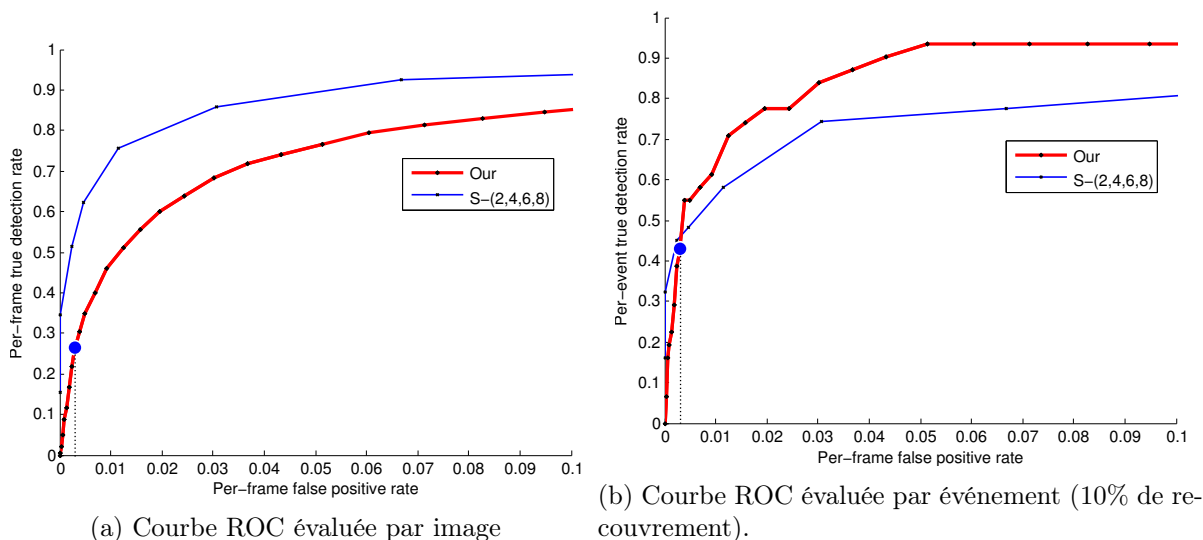 1
0.9
0.8
0.7
0.6
0.5
0.4
0.3
0.2
0.1
0
Per−frame true detection rate
Our
S−(2,4,6,8)
0 0.01 0.02 0.03 0.04 0.05 0.06 0.07 0.08 0.09 0.1
Per−frame false positive rate
(a) Courbe ROC évaluée par image
1
0.9
0.8
0.7
0.6
0.5
0.4
0.3
0.2
0.1
0
Per−event true detection rate
Our
S−(2,4,6,8)
0 0.01 0.02 0.03 0.04 0.05 0.06 0.07 0.08 0.09 0.1
Per−frame false positive rate
(b) Courbe ROC évaluée par événement (10% de re-
couvrement).